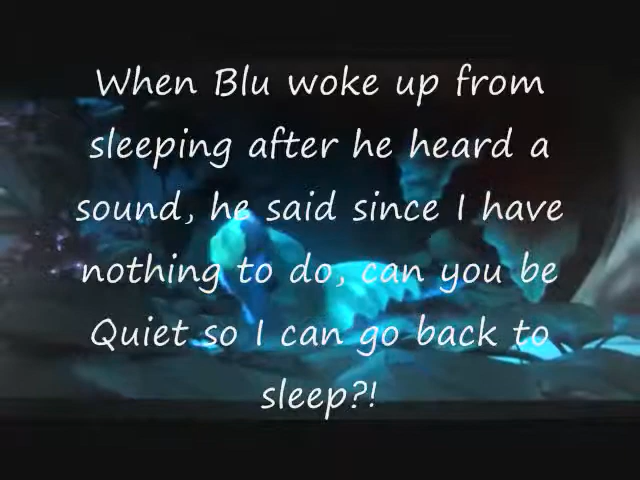 When Blu woke up from
sleeping after he heard a
sound, he said since I have
nothing to do, can you be
Quiet so I can go back to
sleep?!